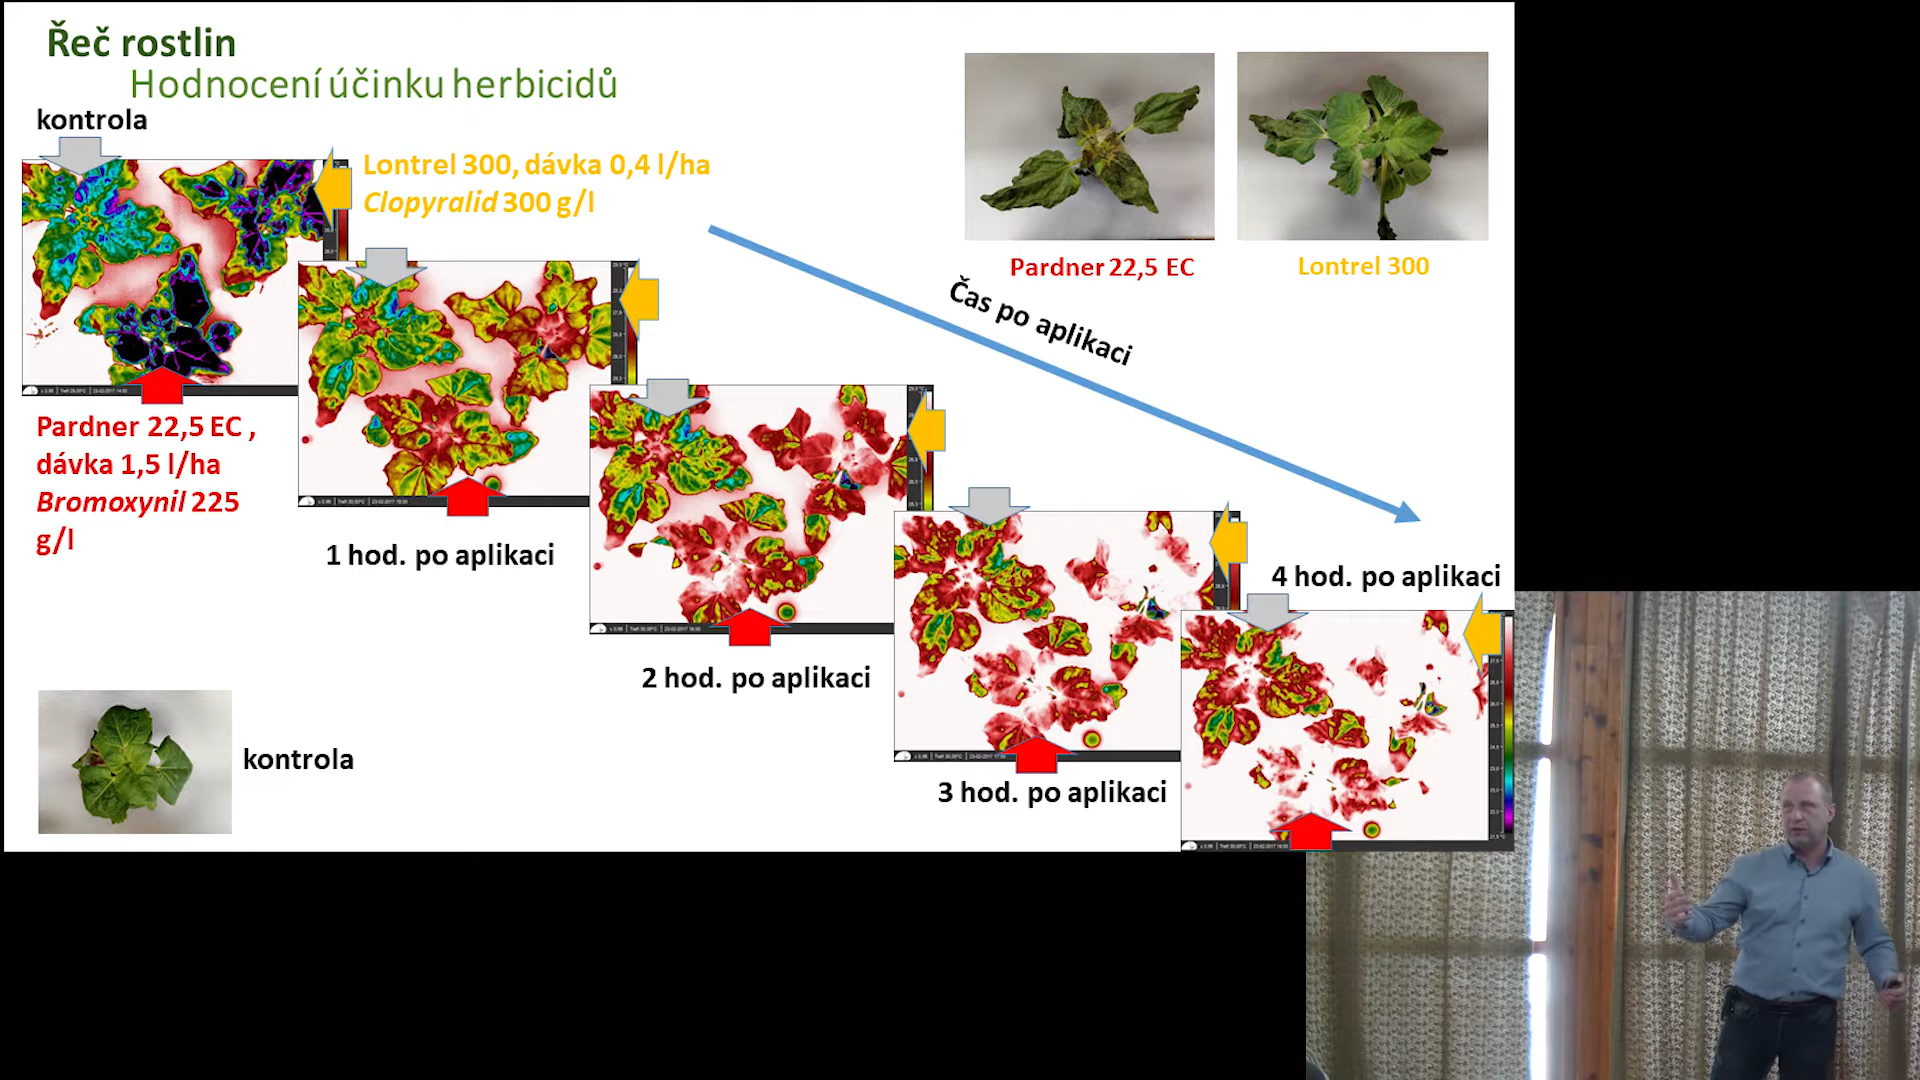 Řeč rostlin
Hodnocení účinku herbicidů
kontrola
Lontrel 300, dávka 0,4 l/ha
Clopyralid 300 g/l
Pardner 22,5 EC
Lontrel 300
Čas po aplikaci
Pardner 22,5 EC ,
dávka 1,5 l/ha
Bromoxynil 225
g/l
1 hod. po aplikaci
2 hod. po aplikaci
3 hod. po aplikaci
4 hod. po aplikaci
kontrola